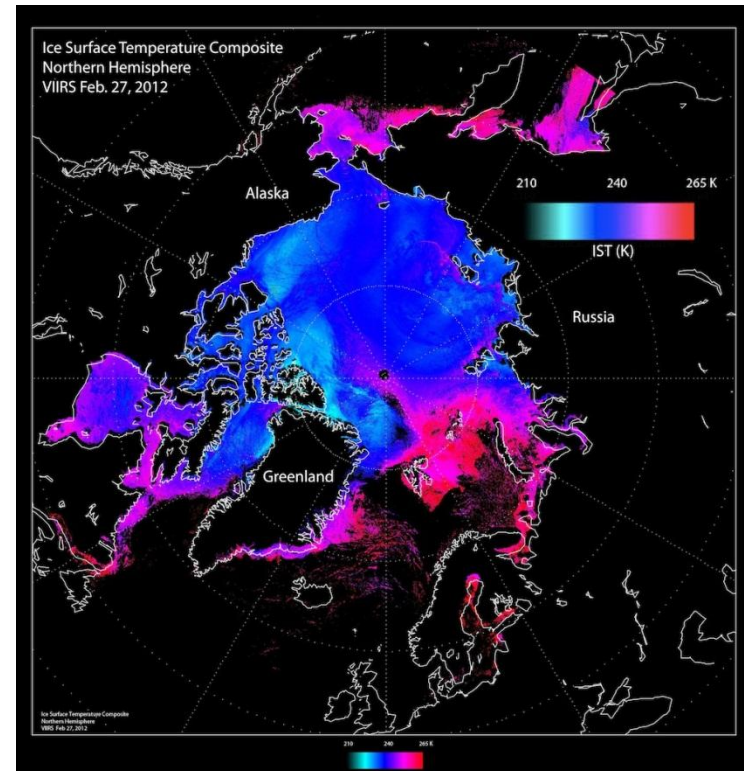 Ice Surface Temperature Composite
Northern Hemisphere
VIIRS Feb. 27, 2012
Alaska
210 240 265 K
IST (K)
Russia
Greenland
Ice Surface Temperature Composite
Northern Hemisphere
VIIRS Feb 27, 2012
210 240 265 K